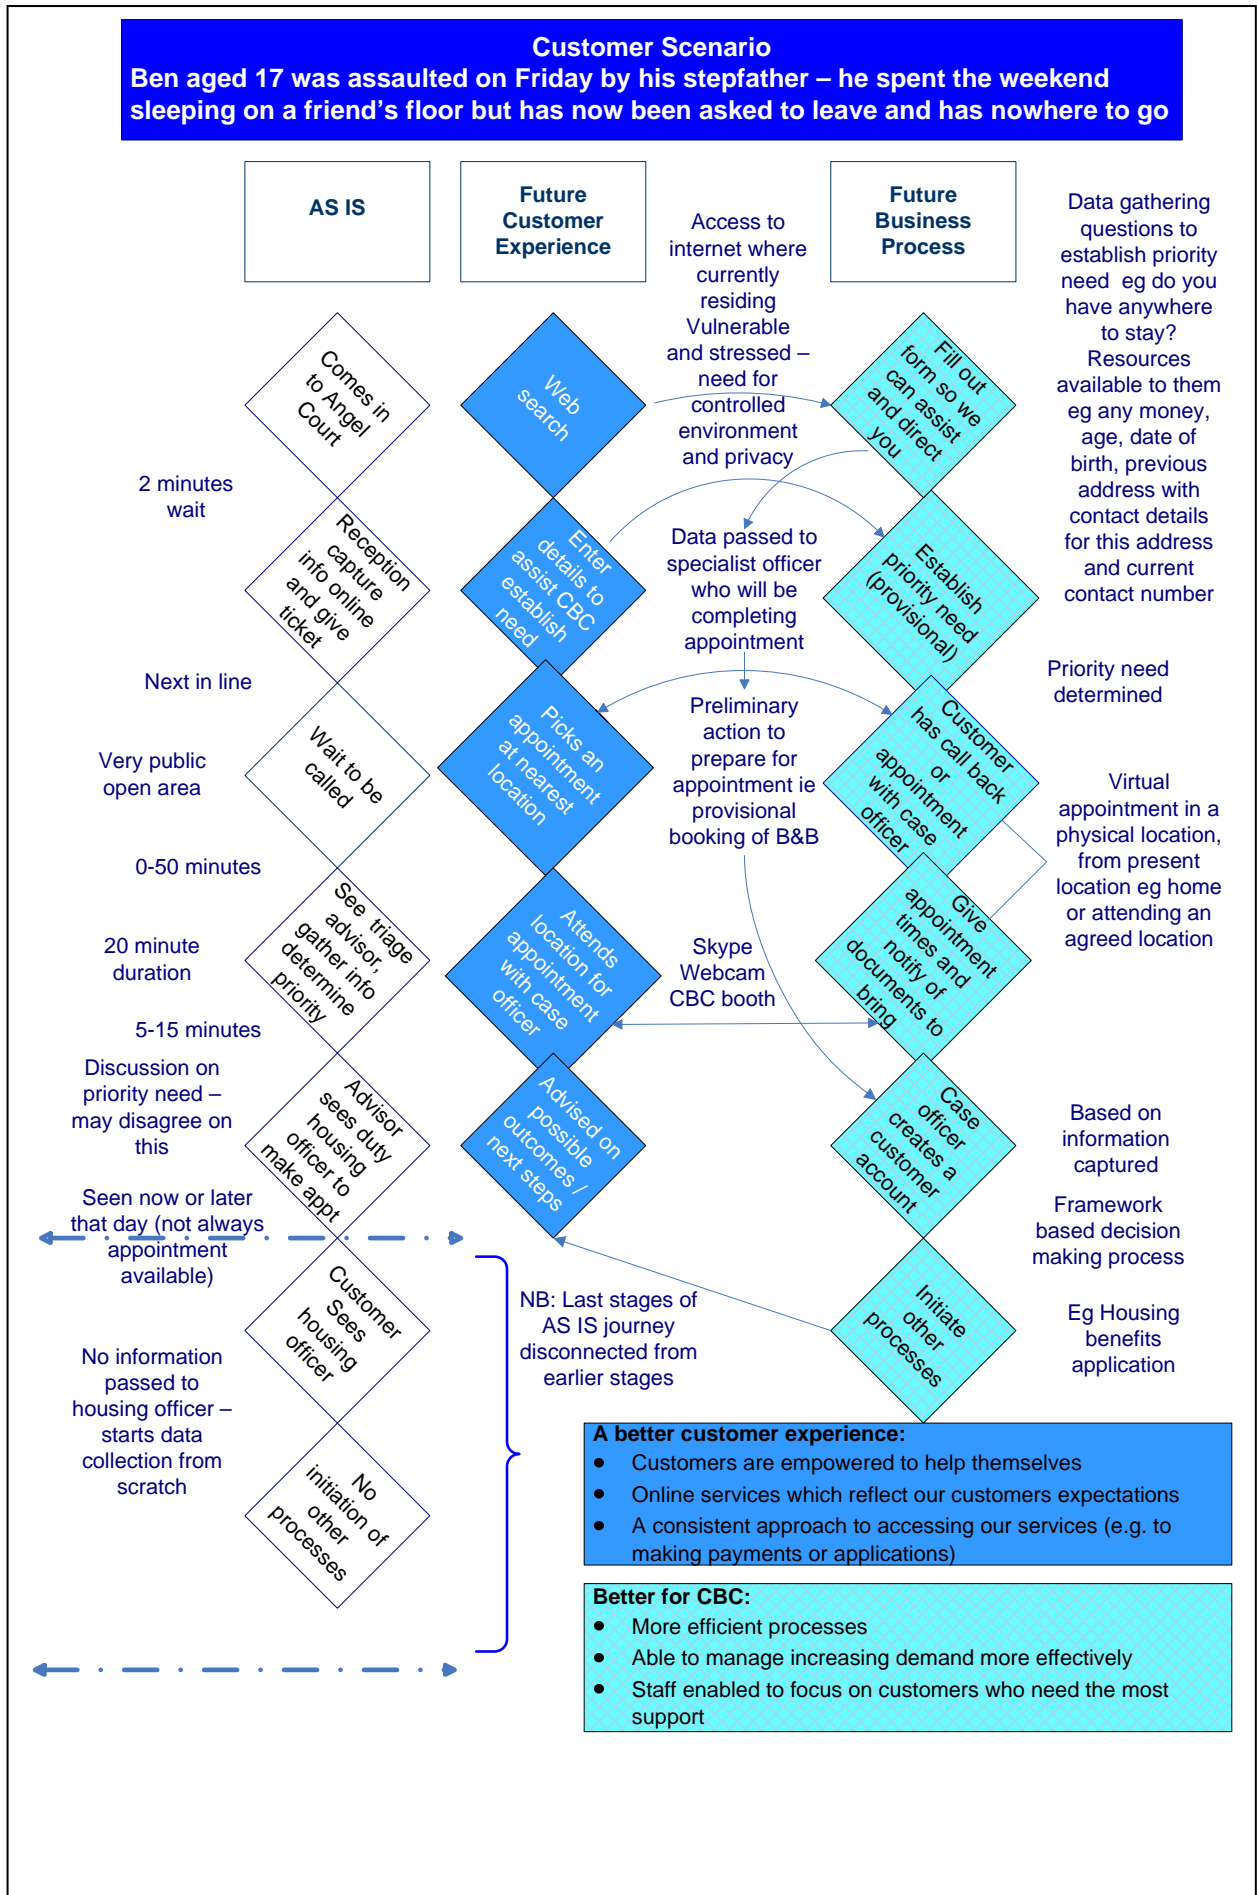 Customer Scenario
Ben aged 17 was assaulted on Friday by his stepfather – he spent the weekend
sleeping on a friend's floor but has now been asked to leave and has nowhere to go
AS IS
Future
Customer
Experience
Future
Business
Process
Comes in
to Angel
Court
2 minutes
wait
Reception
capture
info online
and give
ticket
Next in line
Very public
open area
Wait to be
called
0-50 minutes
See triage
advisor,
gather info
determine
priority
20 minute
duration
5-15 minutes
Discussion on
priority need –
may disagree on
this
Advisor
sees duty
housing
officer to
make appt
Seen now or later
that day (not always
appointment
available)
Customer
Sees
housing
officer
No information
passed to
housing officer –
starts data
collection from
scratch
No
initiation of
other
processes
Web
search
Enter
details to
assist CBC
establish
need
Picks an
appointment
at nearest
location
Attends
location for
appointment
with case
officer
Advised on
possible
outcomes /
next steps
NB: Last stages of
AS IS journey
disconnected from
earlier stages
Access to
internet where
currently
residing
Vulnerable
and stressed –
need for
controlled
environment
and privacy
Data passed to
specialist officer
who will be
completing
appointment
Preliminary
action to
prepare for
appointment ie
provisional
booking of B&B
Skype
Webcam
CBC booth
Fill out
form so we
can assist
and direct
you
Establish
priority need
(provisional)
Customer
has call back
or
appointment
with case
officer
Give
appointment
times and
notify of
documents to
bring
Case
officer
creates a
customer
account
Initiate
other
processes
Data gathering
questions to
establish priority
need eg do you
have anywhere
to stay?
Resources
available to them
eg any money,
age, date of
birth, previous
address with
contact details
for this address
and current
contact number
Priority need
determined
Virtual
appointment in a
physical location,
from present
location eg home
or attending an
agreed location
Based on
information
captured
Framework
based decision
making process
Eg Housing
benefits
application
A better customer experience:
• Customers are empowered to help themselves
• Online services which reflect our customers expectations
• A consistent approach to accessing our services (e.g. to
making payments or applications)
Better for CBC:
• More efficient processes
• Able to manage increasing demand more effectively
• Staff enabled to focus on customers who need the most
support